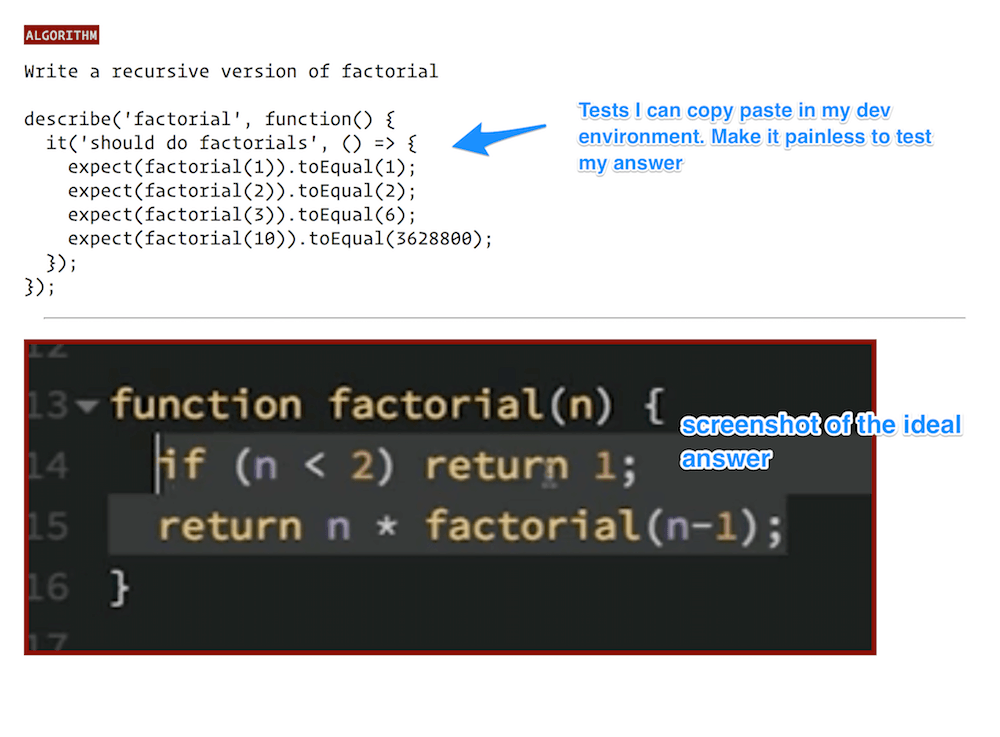 ALGORITHM
Write a recursive version of factorial
describe('factorial', function() {
  it('should do factorials', () => {
    expect(factorial(1)).toEqual(1);
    expect(factorial(2)).toEqual(2);
    expect(factorial(3)).toEqual(6);
    expect(factorial(10)).toEqual(3628800);
  });
});
Tests I can copy paste in my dev
environment. Make it painless to test
my answer
12
13 function factorial(n) {
14   if (n < 2) return 1;
15   return n * factorial(n-1);
16 }
17
screenshot of the ideal
answer